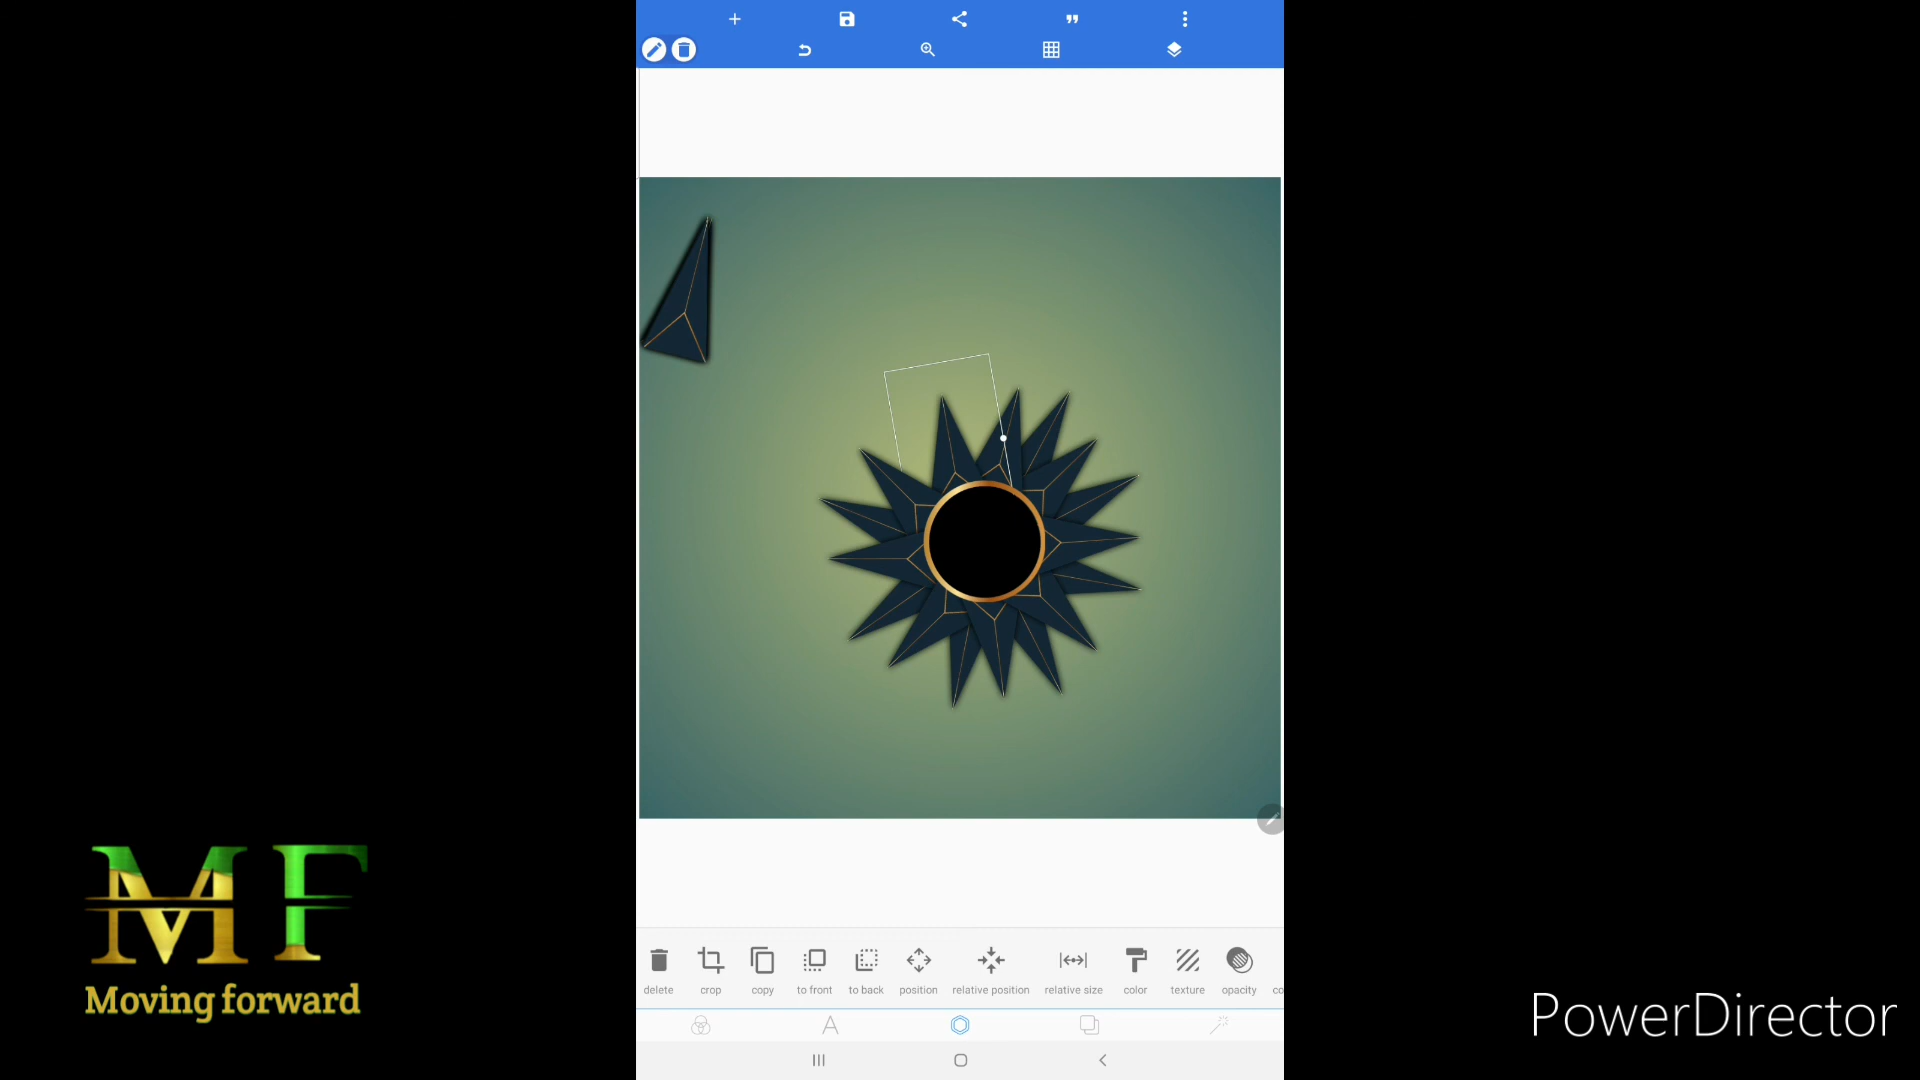 delete crop copy to front to back position relative position relative size color texture opacity co
MF
Moving forward
PowerDirector